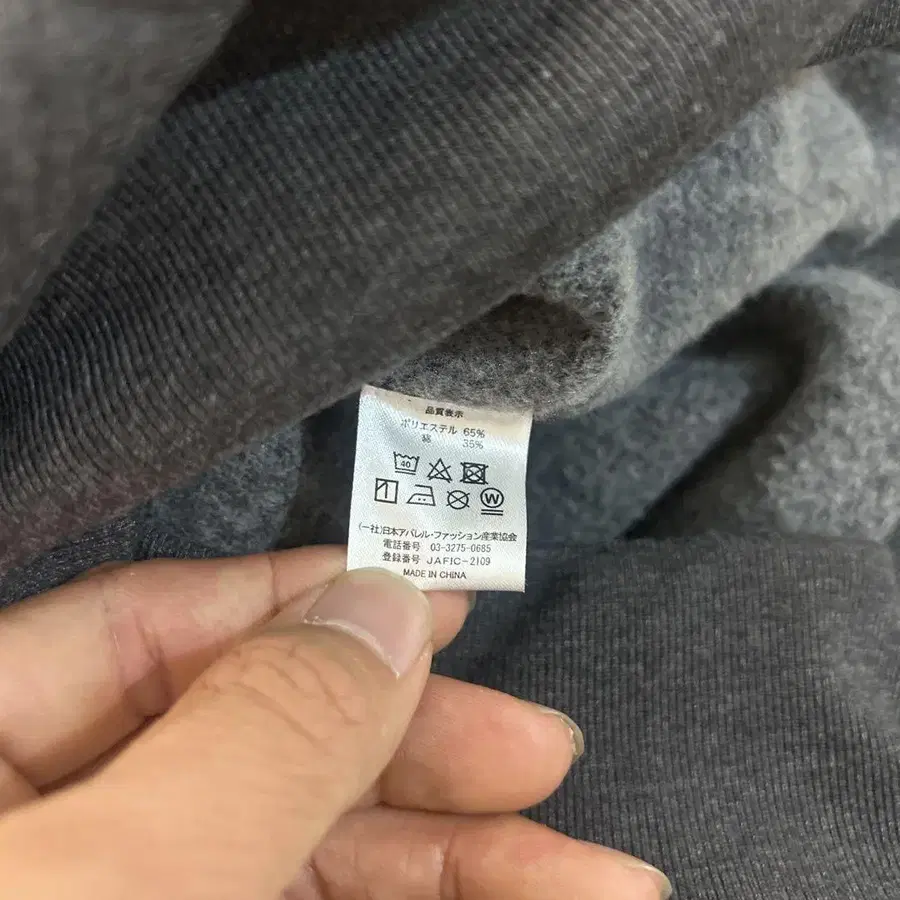 品質表示
ポリエステル 65%
綿 35%
40
W
(一社)日本アパレル・ファッション産業協会
電話番号 03-3275-0685
登録番号 JAFIC-2109
MADE IN CHINA